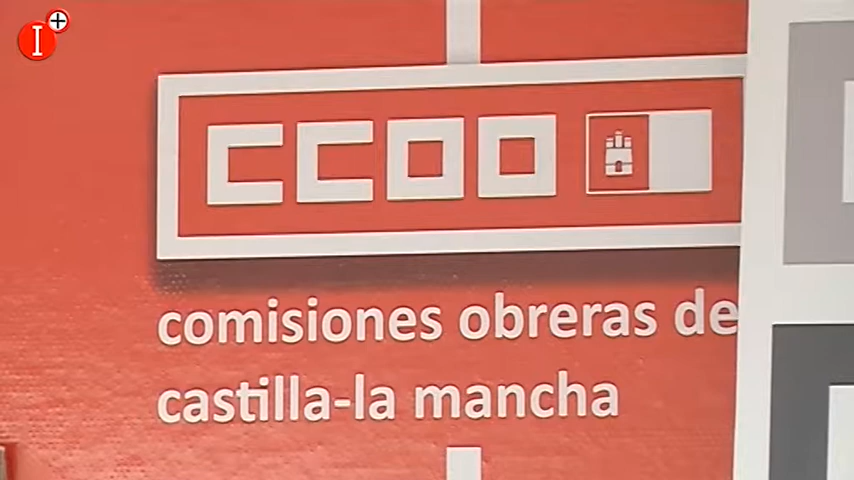 I+
CCOO
comisiones obreras de
castilla-la mancha